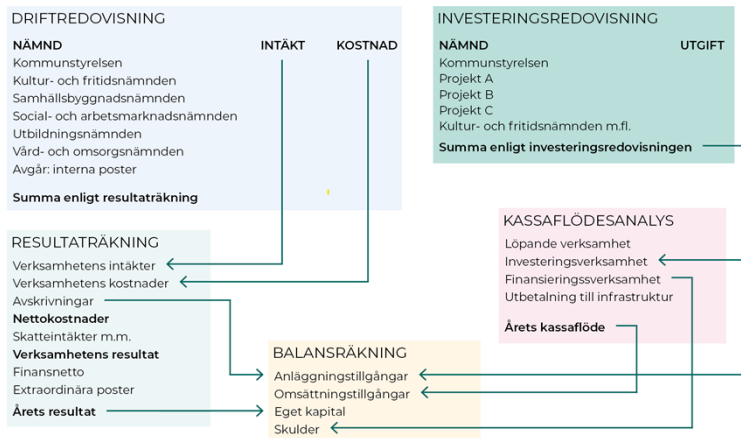 DRIFTREDOVISNING
NÄMND INTÄKT KOSTNAD
Kommunstyrelsen
Kultur- och fritidsnämnden
Samhällsbyggnadsnämnden
Social- och arbetsmarknadsnämnden
Utbildningsnämnden
Vård- och omsorgsnämnden
Avgår: interna poster
Summa enligt resultaträkning
INVESTERINGSREDOVISING
NÄMND UTGIFT
Kommunstyrelsen
Projekt A
Projekt B
Projekt C
Kultur- och fritidsnämnden m.fl.
Summa enligt investeringsredovisningen
RESULTATRÄKNING
Verksamhetens intäkter
Verksamhetens kostnader
Avskrivningar
Nettokostnader
Skatteintäkter m.m.
Verksamhetens resultat
Finansnetto
Extraordinära poster
Årets resultat
KASSAFLÖDESANALYS
Löpande verksamhet
Investeringsverksamhet
Finansieringssverksamhet
Utbetalning till infrastruktur
Årets kassaflöde
BALANSRÄKNING
Anläggningstillgångar
Omsättningstillgångar
Eget kapital
Skulder